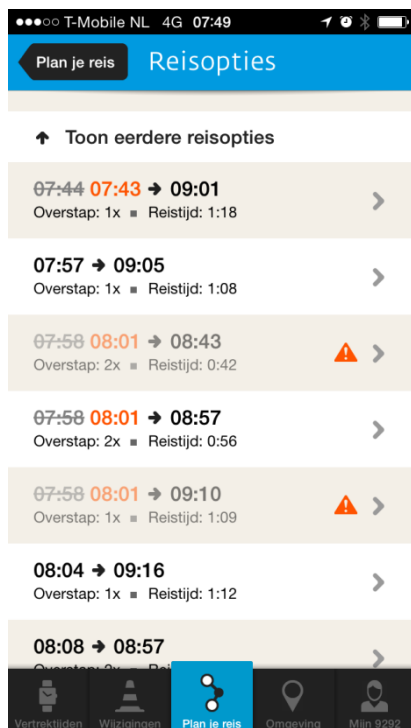 T-Mobile NL 4G 07:49
Plan je reis Reisopties
Toon eerdere reisopties
07:44 07:43 → 09:01
Overstap: 1x ■ Reistijd: 1:18
07:57 → 09:05
Overstap: 1x ■ Reistijd: 1:08
07:58 08:01 → 08:43
Overstap: 2x ■ Reistijd: 0:42
07:58 08:01 → 08:57
Overstap: 2x ■ Reistijd: 0:56
07:58 08:01 → 09:10
Overstap: 1x ■ Reistijd: 1:09
08:04 → 09:16
Overstap: 1x ■ Reistijd: 1:12
08:08 → 08:57
Vertrektijden Wijzigingen Plan je reis Omgeving Mijn 9292